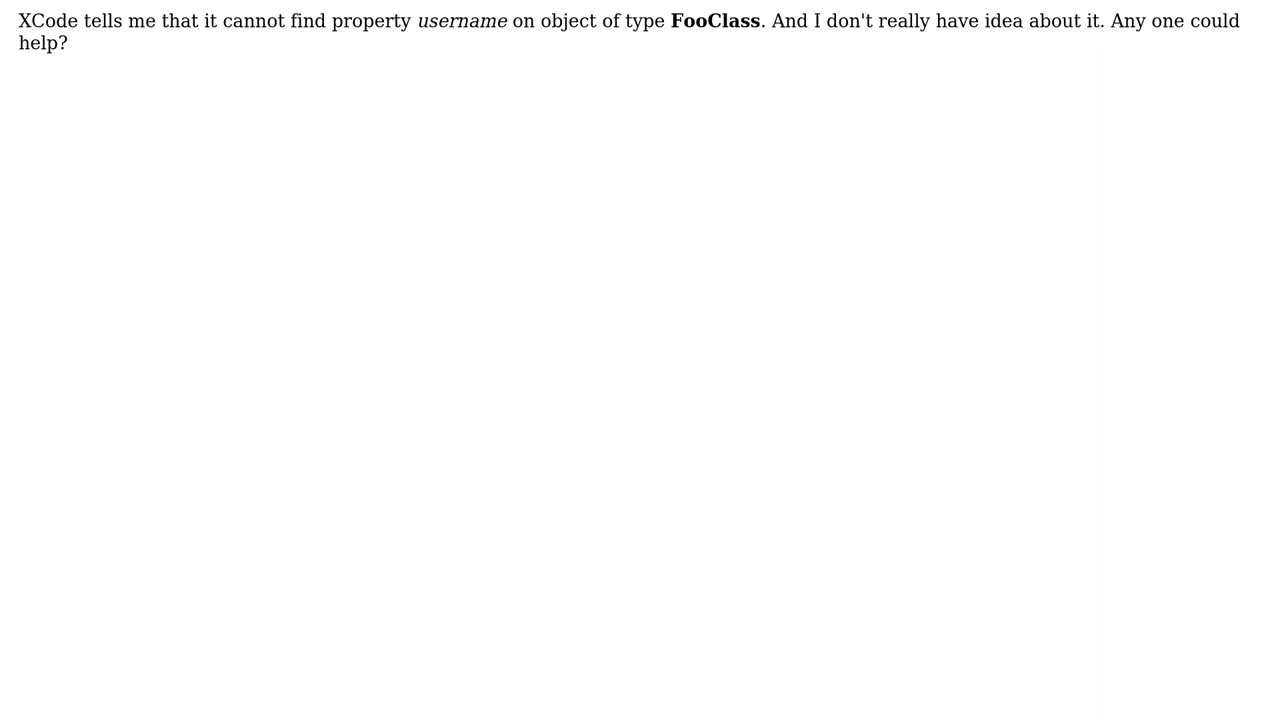 XCode tells me that it cannot find property username on object of type FooClass. And I don't really have idea about it. Any one could
help?